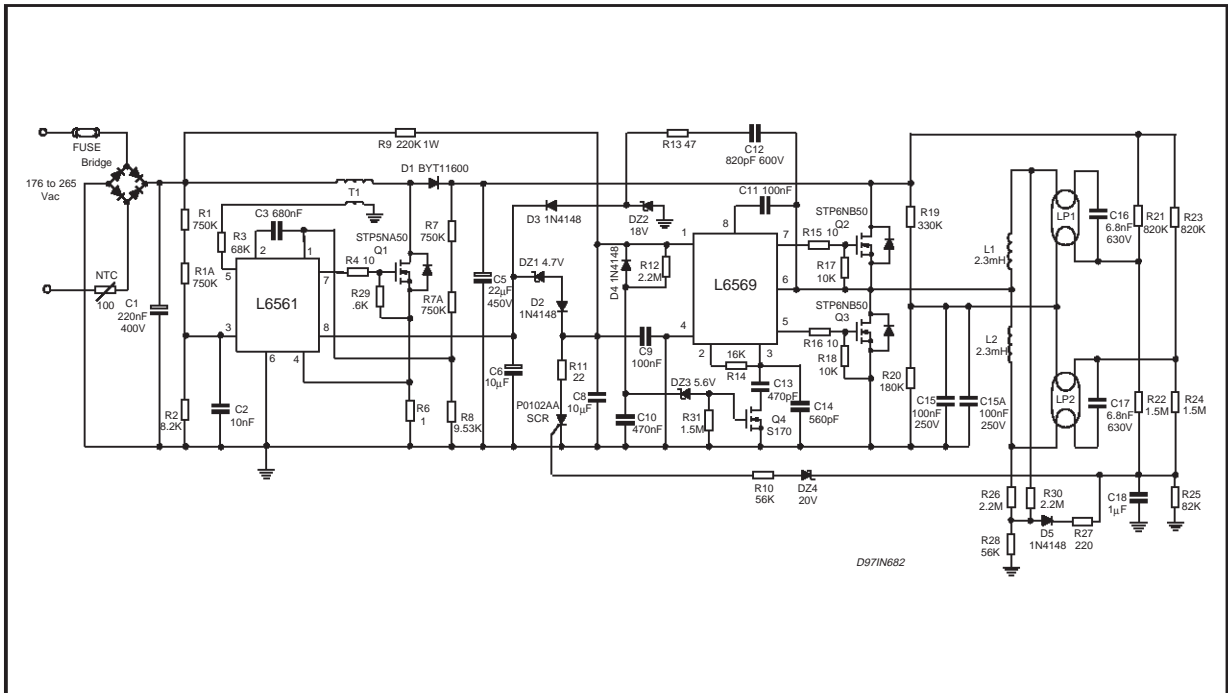 FUSE
Bridge
176 to 265
Vac
NTC
100
C1
220nF
400V
R1
750K
R1A
750K
R2
8.2K
R3
68K
C2
10nF
C3 680nF
R9 220K 1W
T1
D1 BYT11600
L6561
1
2
3
4
5
6
7
8
R4 10
STP5NA50
Q1
R29
.6K
R6
1
R7
750K
R7A
750K
R8
9.53K
C5
22µF
450V
C6
10µF
DZ1 4.7V
D2
1N4148
D3 1N4148
R11
22
P0102AA
SCR
C8
10µF
R13 47
C12
820pF 600V
DZ2
18V
C11 100nF
D4 1N4148
R12
2.2M
C9
100nF
C10
470nF
L6569
1
2
3
4
5
6
7
8
16K
R14
DZ3 5.6V
R31
1.5M
C13
470pF
Q4
S170
C14
560pF
R15 10
STP6NB50
Q2
R17
10K
STP6NB50
Q3
R16 10
R18
10K
R19
330K
R20
180K
C15
100nF
250V
C15A
100nF
250V
L1
2.3mH
L2
2.3mH
LP1
LP2
C16
6.8nF
630V
C17
6.8nF
630V
R21
820K
R23
820K
R22
1.5M
R24
1.5M
R10
56K
DZ4
20V
R26
2.2M
R30
2.2M
R28
56K
D5
1N4148
R27
220
C18
1µF
R25
82K
D97IN682